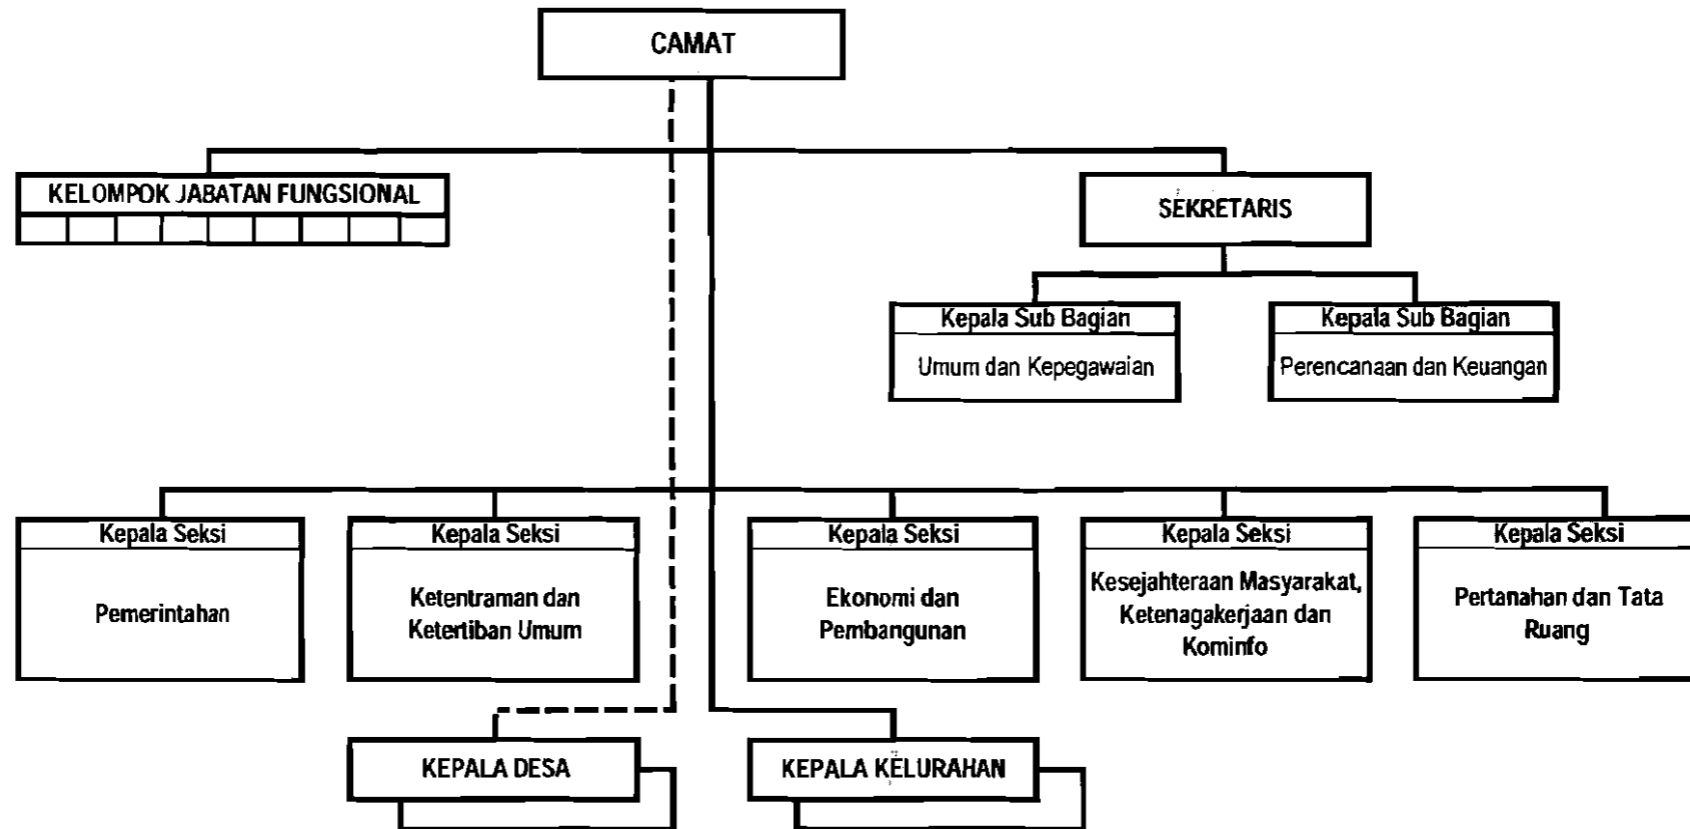 CAMAT
KELOMPOK JABATAN FUNGSIONAL
SEKRETARIS
Kepala Sub Bagian
Umum dan Kepegawaian
Kepala Sub Bagian
Perencanaan dan Keuangan
Kepala Seksi
Pemerintahan
Kepala Seksi
Ketentraman dan
Ketertiban Umum
Kepala Seksi
Ekonomi dan
Pembangunan
Kepala Seksi
Kesejahteraan Masyarakat,
Ketenagakerjaan dan
Kominfo
Kepala Seksi
Pertanahan dan Tata
Ruang
KEPALA DESA
KEPALA KELURAHAN